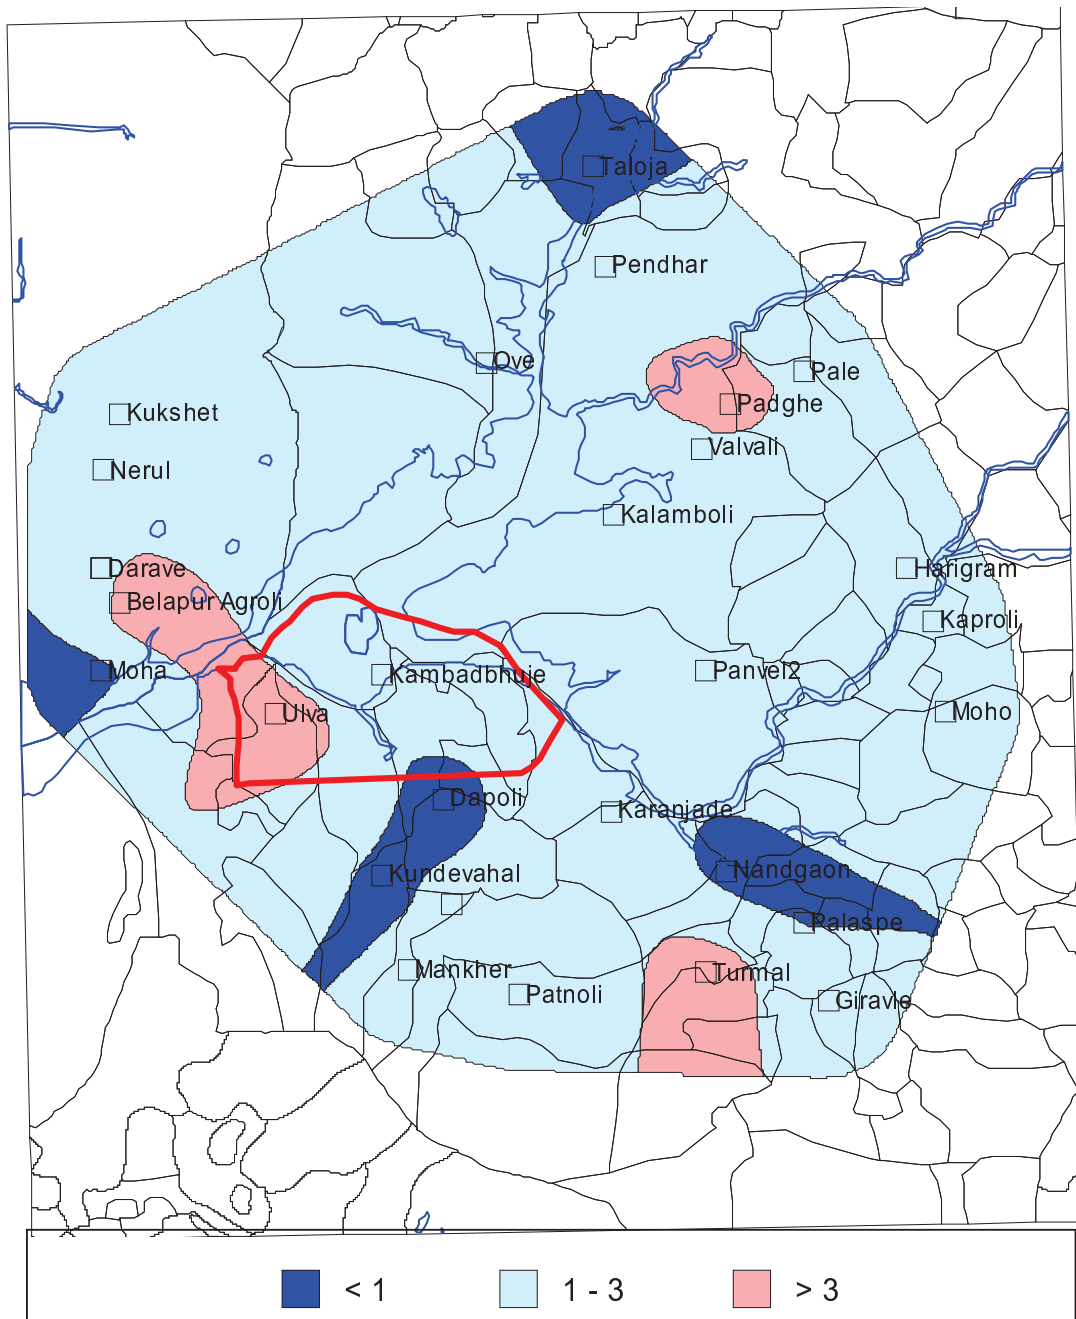 Taloja
Pendhar
Ove
Pale
Padghe
Kukshet
Valvali
Nerul
Kalamboli
Darave
Harigram
Belapur Agroli
Kaproli
Moha
Kambadbhuje
Panvel2
Ulva
Moho
Dapoli
Karanjade
Kundevahal
Nandgaon
Palaspe
Mankher
Turmal
Patnoli
Giravle
< 1
1 - 3
> 3